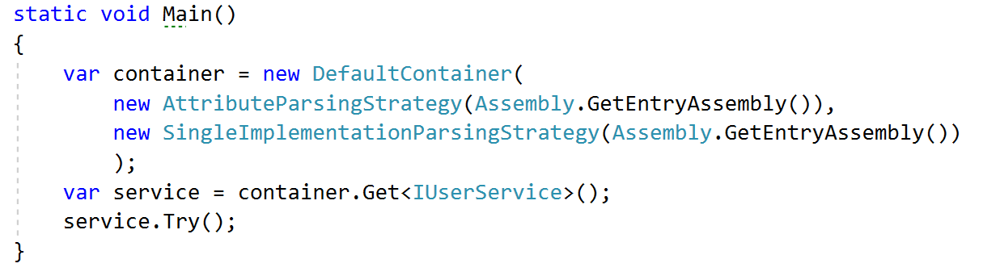 static void Main()
{
    var container = new DefaultContainer(
        new AttributeParsingStrategy(Assembly.GetEntryAssembly()),
        new SingleImplementationParsingStrategy(Assembly.GetEntryAssembly())
        );
    var service = container.Get<IUserService>();
    service.Try();
}